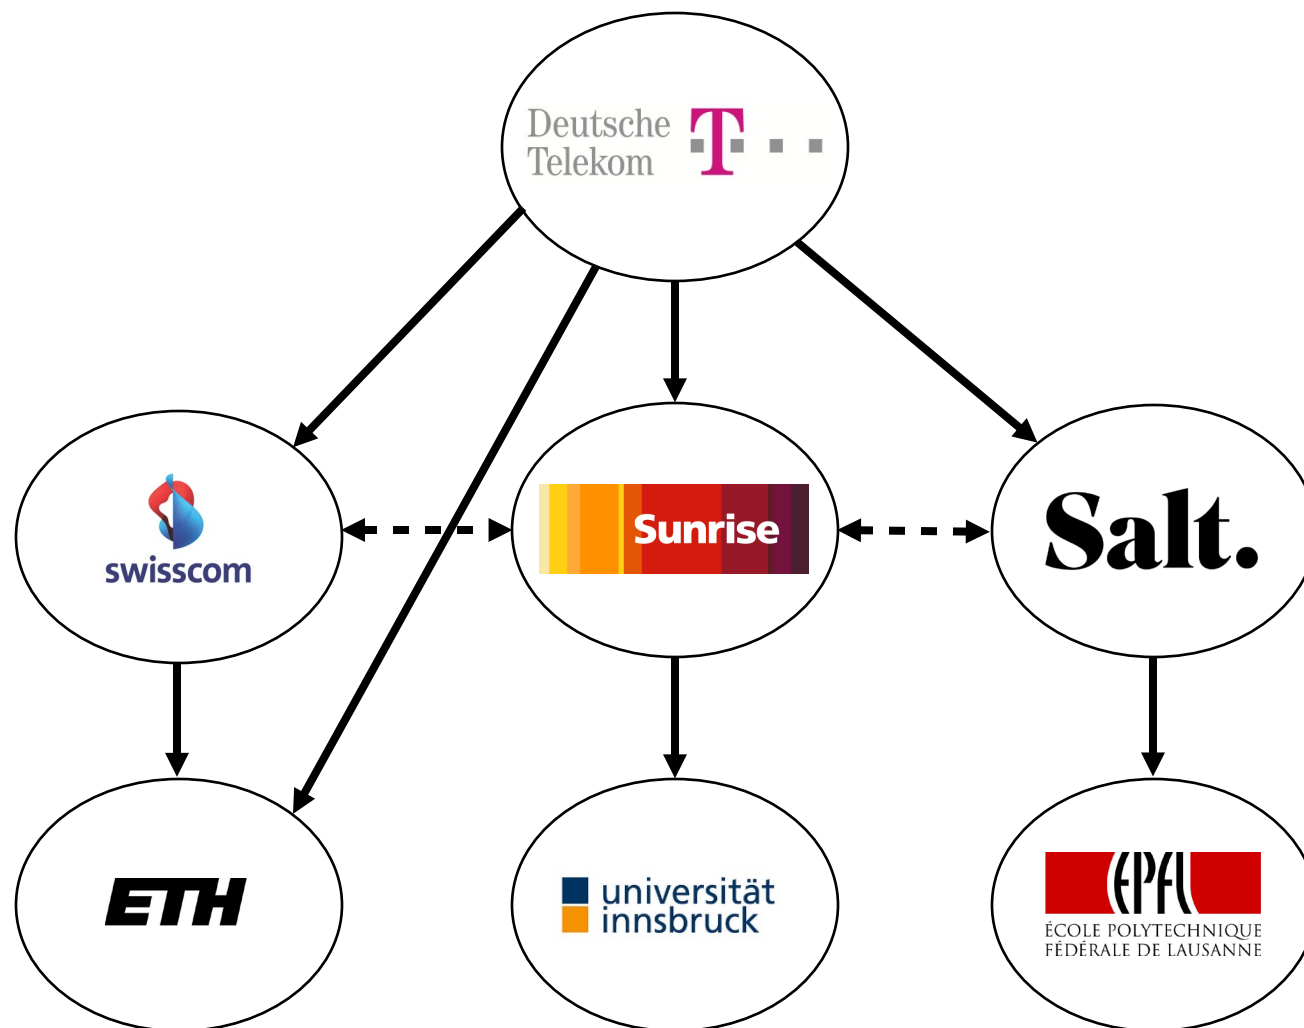 Deutsche
Telekom
T
swisscom
Sunrise
Salt.
ETH
universität
innsbruck
EPFL
ÉCOLE POLYTECHNIQUE
FÉDÉRALE DE LAUSANNE